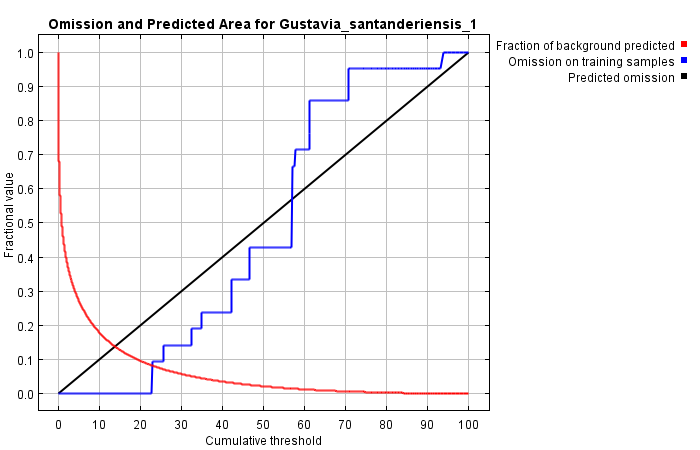 Omission and Predicted Area for Gustavia_santanderiensis_1
Fraction of background predicted
Omission on training samples
Predicted omission
Fractional value
1.0
0.9
0.8
0.7
0.6
0.5
0.4
0.3
0.2
0.1
0.0
0 10 20 30 40 50 60 70 80 90 100
Cumulative threshold